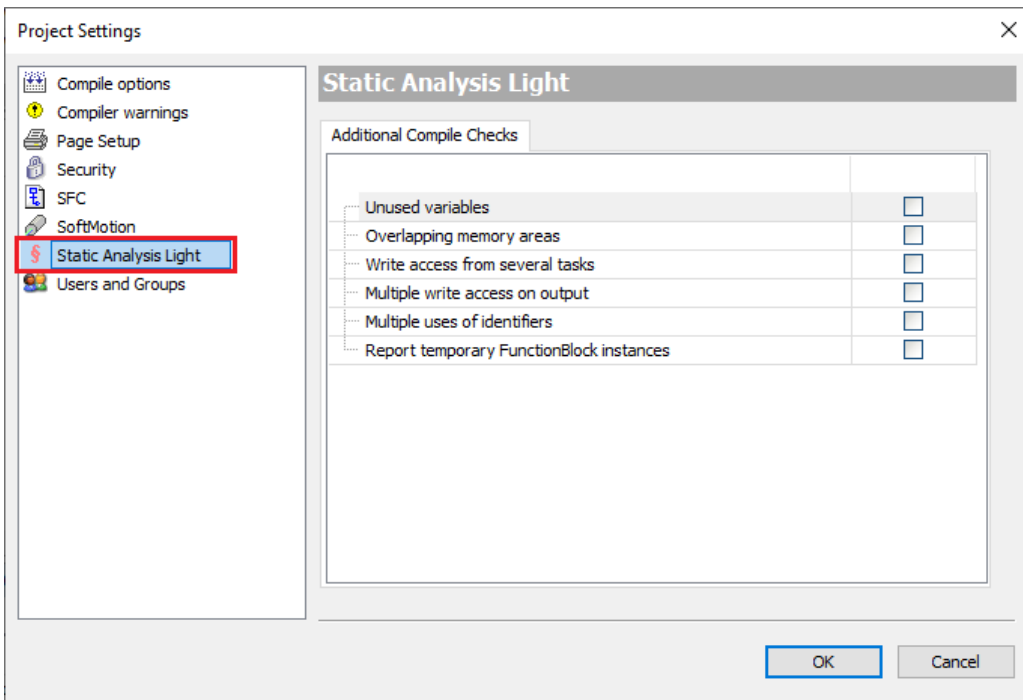 Project Settings
Compile options
Compiler warnings
Page Setup
Security
SFC
SoftMotion
§ Static Analysis Light
Users and Groups
Static Analysis Light
Additional Compile Checks
Unused variables
Overlapping memory areas
Write access from several tasks
Multiple write access on output
Multiple uses of identifiers
Report temporary FunctionBlock instances
OK
Cancel